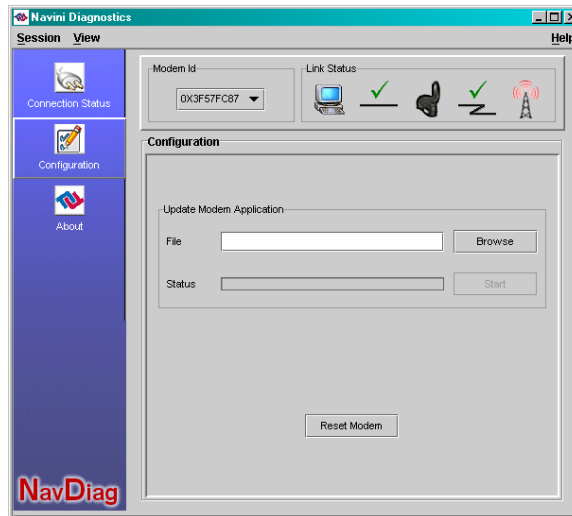 Navini Diagnostics
Session View Help
Modem Id
0X3F57FC87
Link Status
Connection Status
Configuration
About
NavDiag
Configuration
Update Modem Application
File
Browse
Status
Start
Reset Modem